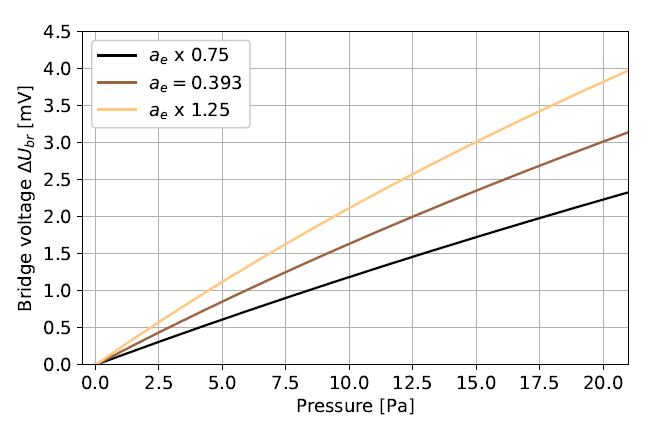 4.5
4.0
3.5
3.0
2.5
2.0
1.5
1.0
0.5
0.0
Bridge voltage ΔU_br [mV]
a_e x 0.75
a_e = 0.393
a_e x 1.25
0.0 2.5 5.0 7.5 10.0 12.5 15.0 17.5 20.0
Pressure [Pa]